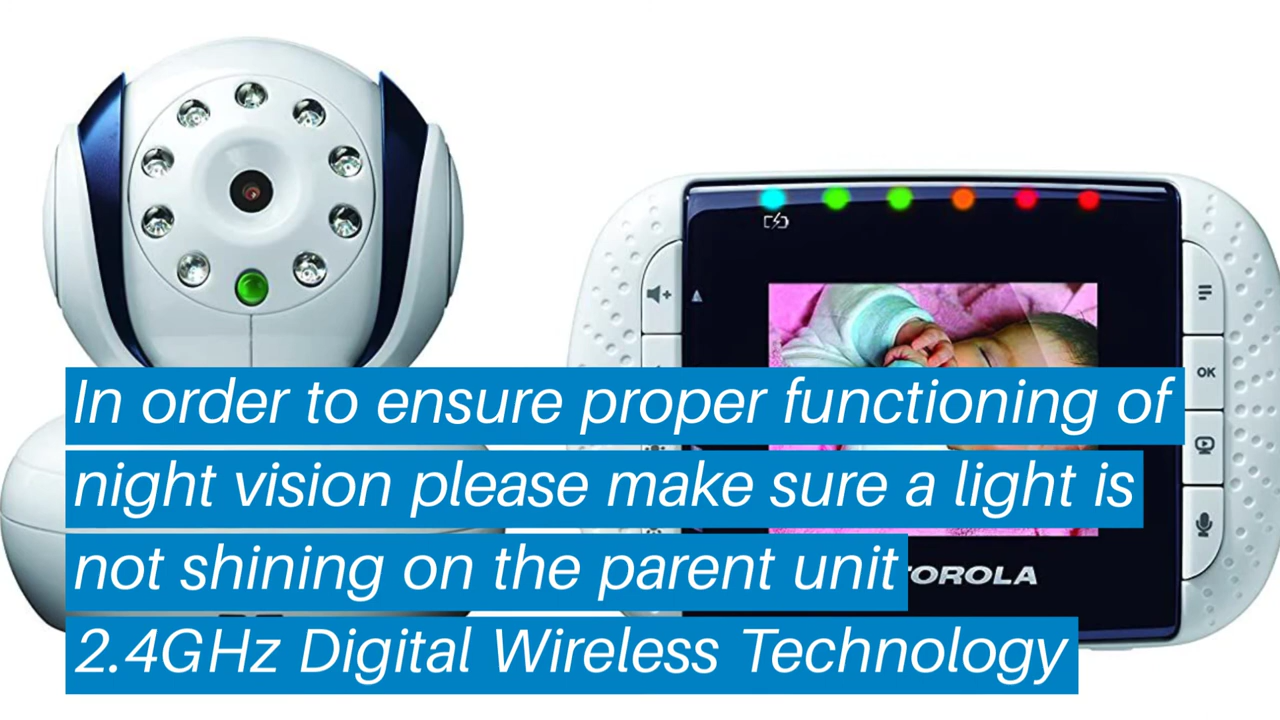 OK
In order to ensure proper functioning of
night vision please make sure a light is
not shining on the parent unit
2.4GHz Digital Wireless Technology